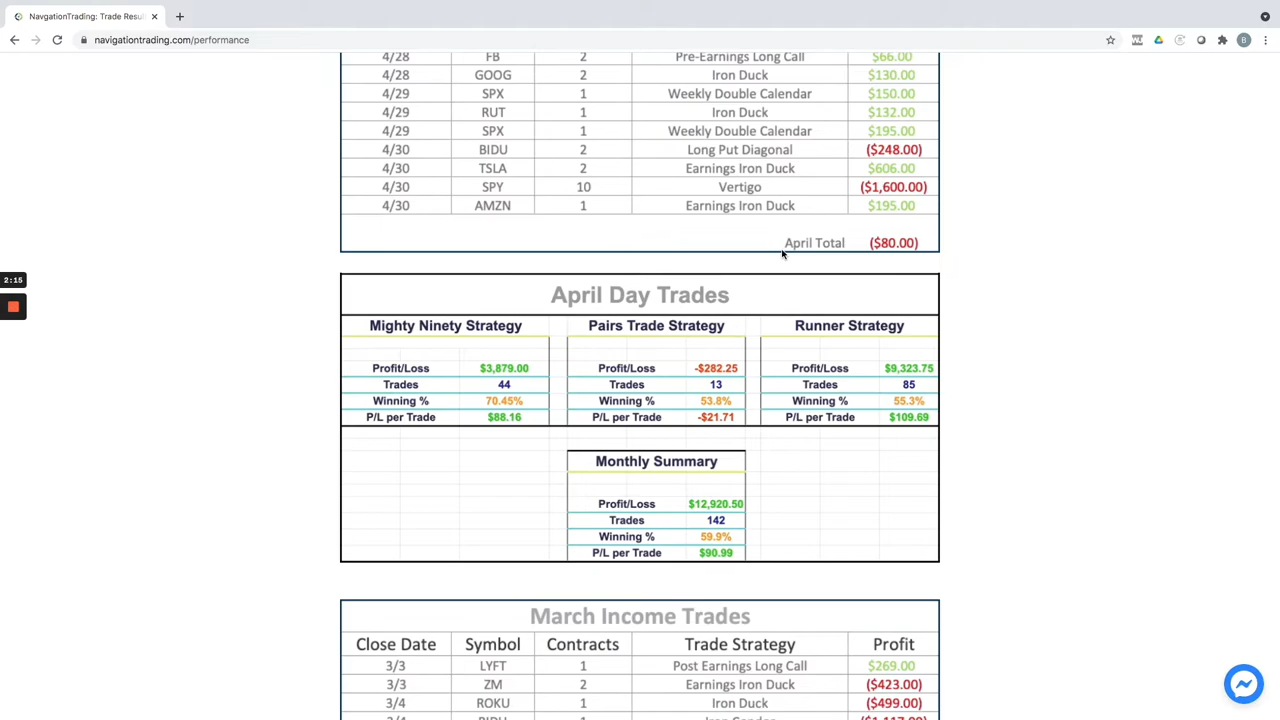 NavgationTrading: Trade Resu
navigationtrading.com/performance
B
4/28 FB 2 Pre-Earnings Long Call $66.00
4/28 GOOG 2 Iron Duck $130.00
4/29 SPX 1 Weekly Double Calendar $150.00
4/29 RUT 1 Iron Duck $132.00
4/29 SPX 1 Weekly Double Calendar $195.00
4/30 BIDU 2 Long Put Diagonal ($248.00)
4/30 TSLA 2 Earnings Iron Duck $606.00
4/30 SPY 10 Vertigo ($1,600.00)
4/30 AMZN 1 Earnings Iron Duck $195.00
April Total ($80.00)
2:15
April Day Trades
Mighty Ninety Strategy Pairs Trade Strategy Runner Strategy
Profit/Loss $3,879.00 Profit/Loss -$282.25 Profit/Loss $9,323.75
Trades 44 Trades 13 Trades 85
Winning % 70.45% Winning % 53.8% Winning % 55.3%
P/L per Trade $88.16 P/L per Trade -$21.71 P/L per Trade $109.69
Monthly Summary
Profit/Loss $12,920.50
Trades 142
Winning % 59.9%
P/L per Trade $90.99
March Income Trades
Close Date Symbol Contracts Trade Strategy Profit
3/3 LYFT 1 Post Earnings Long Call $269.00
3/3 ZM 2 Earnings Iron Duck ($423.00)
3/4 ROKU 1 Iron Duck ($499.00)
3/4 BIDU 1 Iron Condor ($1,117.00)